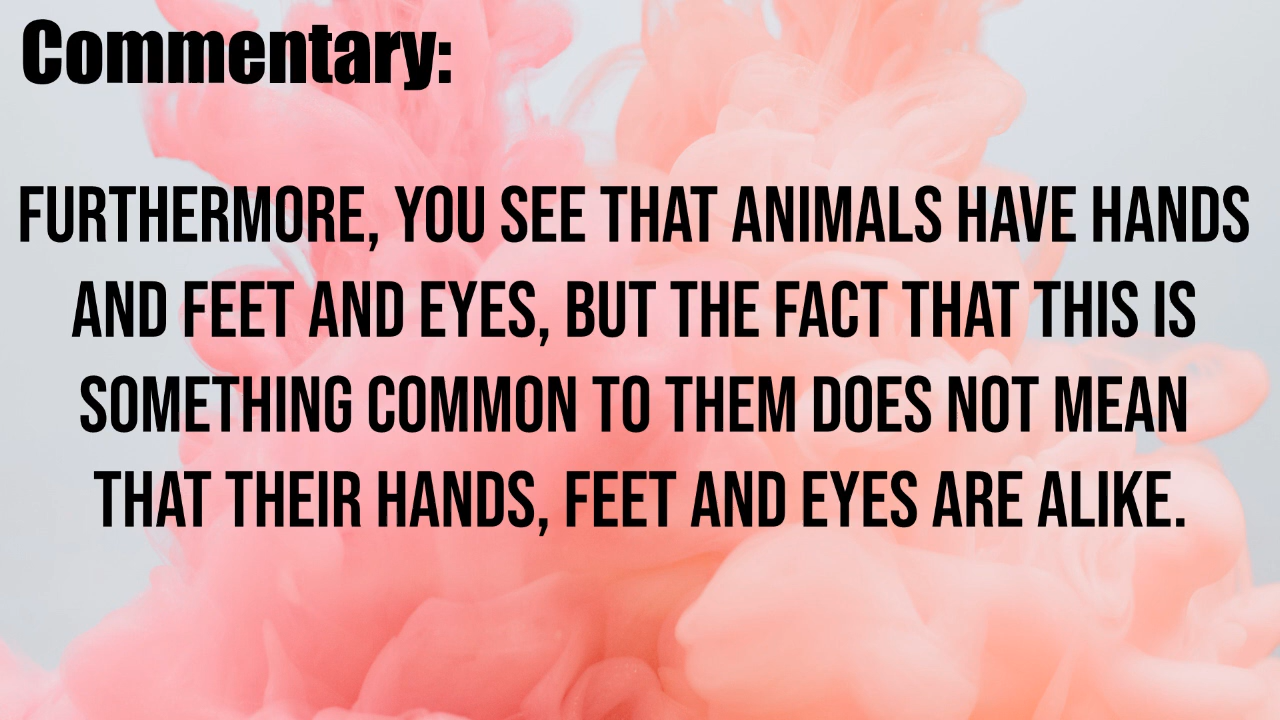 Commentary:
FURTHERMORE, YOU SEE THAT ANIMALS HAVE HANDS
AND FEET AND EYES, BUT THE FACT THAT THIS IS
SOMETHING COMMON TO THEM DOES NOT MEAN
THAT THEIR HANDS, FEET AND EYES ARE ALIKE.